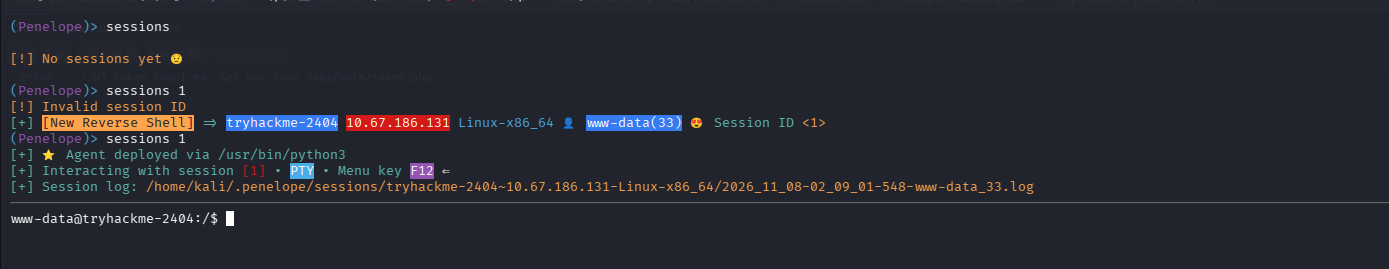 (Penelope)> sessions
[!] No sessions yet 😟
(Penelope)> sessions 1
[!] Invalid session ID
[+] [New Reverse Shell] => tryhackme-2404 10.67.186.131 Linux-x86_64 👤 www-data(33) 😍 Session ID <1>
(Penelope)> sessions 1
[+] ⭐ Agent deployed via /usr/bin/python3
[+] Interacting with session [1] • PTY • Menu key F12 ⇐
[+] Session log: /home/kali/.penelope/sessions/tryhackme-2404~10.67.186.131-Linux-x86_64/2026_11_08-02_09_01-548-www-data_33.log
www-data@tryhackme-2404:/$